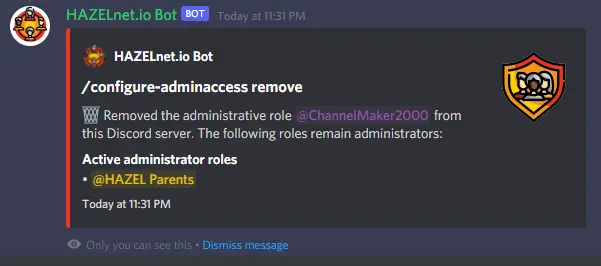 HAZELnet.io Bot BOT Today at 11:31 PM
HAZELnet.io Bot
/configure-adminaccess remove
Removed the administrative role @ChannelMaker2000 from
this Discord server. The following roles remain administrators:
Active administrator roles
• @HAZEL Parents
Today at 11:31 PM
Only you can see this • Dismiss message